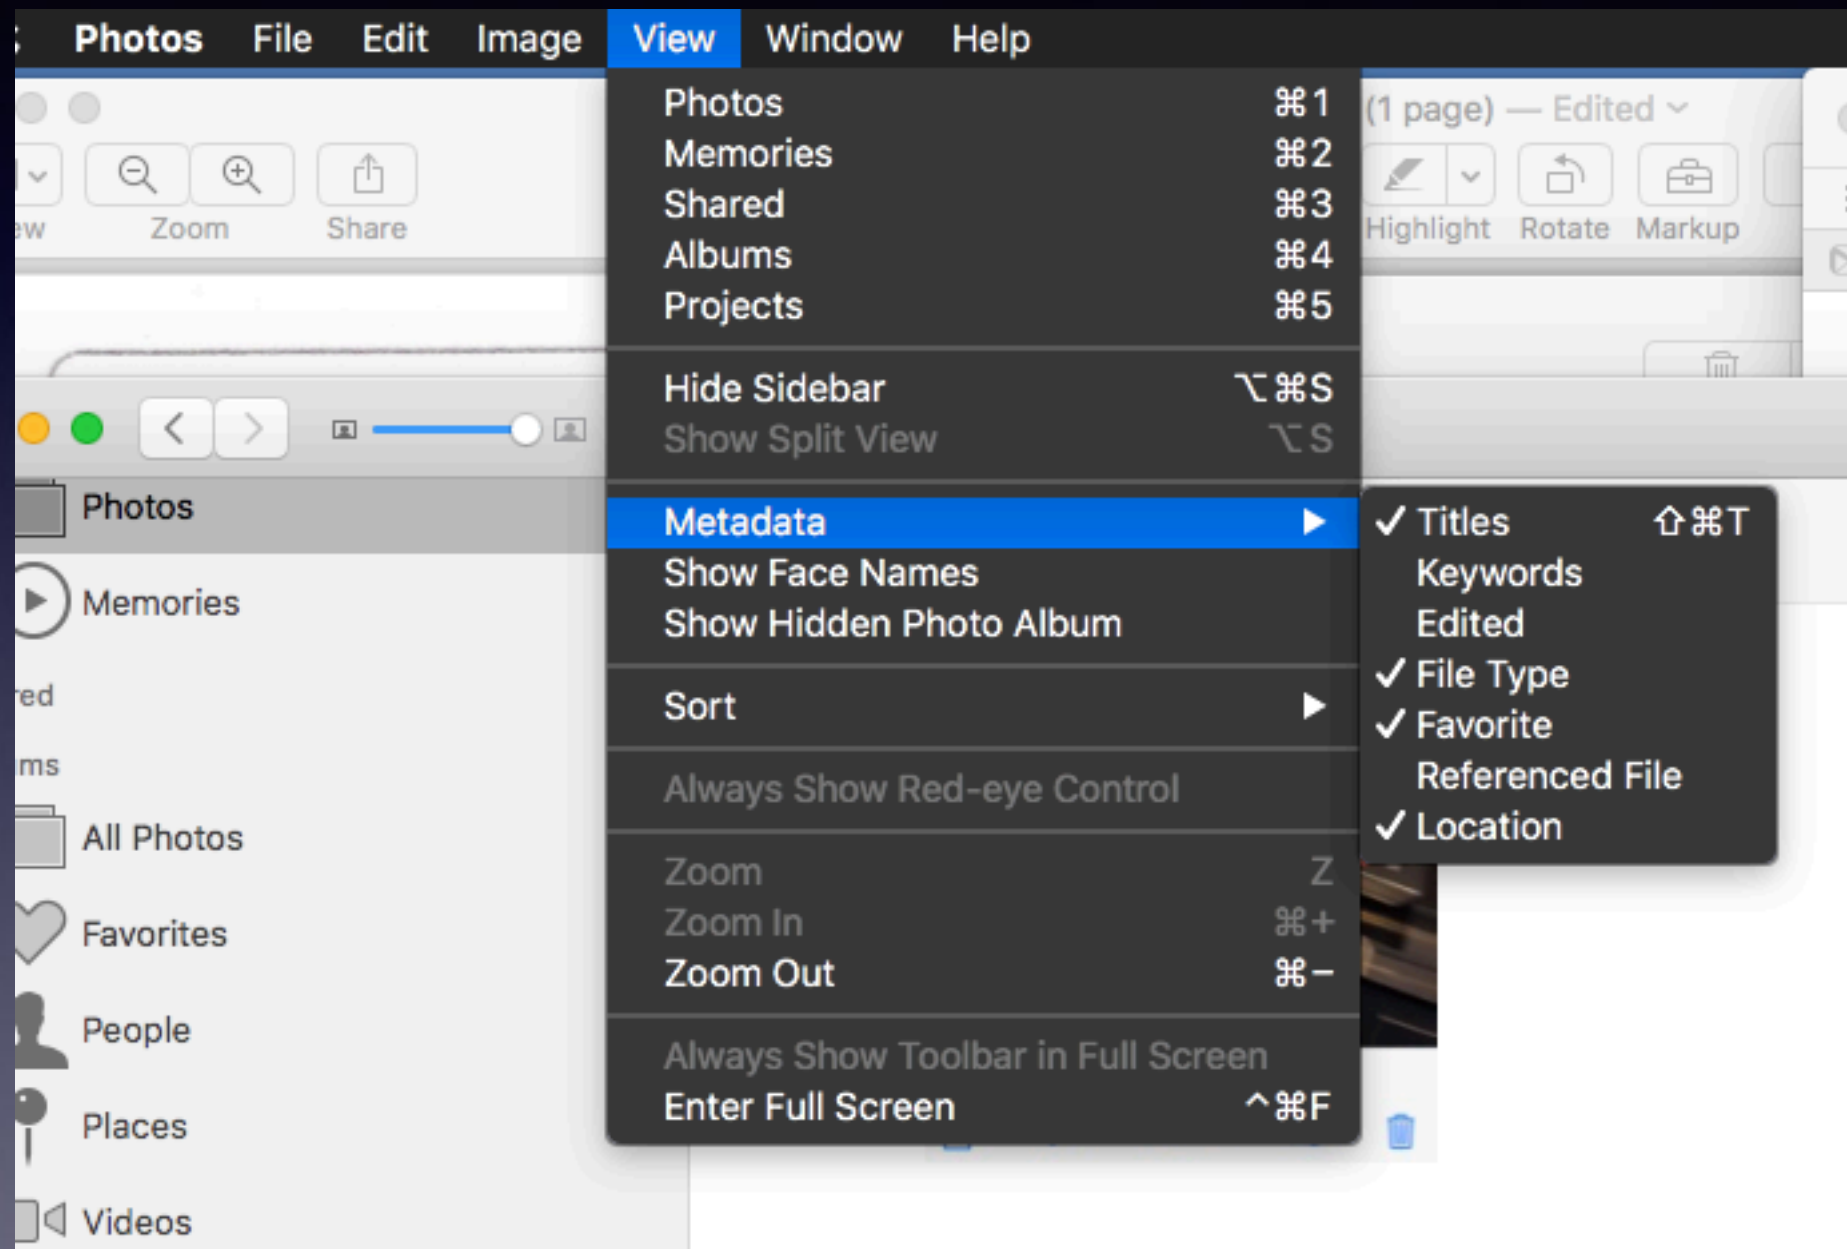 Photos File Edit Image View Window Help
(1 page) — Edited
Zoom Share
Highlight Rotate Markup
Photos ⌘1
Memories ⌘2
Shared ⌘3
Albums ⌘4
Projects ⌘5
Hide Sidebar ⌥⌘S
Show Split View ⌥S
Metadata
Show Face Names
Show Hidden Photo Album
Sort
Always Show Red-eye Control
Zoom Z
Zoom In ⌘+
Zoom Out ⌘−
Always Show Toolbar in Full Screen
Enter Full Screen ^⌘F
✓ Titles ⇧⌘T
Keywords
Edited
✓ File Type
✓ Favorite
Referenced File
✓ Location
Photos
Memories
All Photos
Favorites
People
Places
Videos